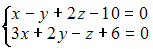 x − y + 2z − 10 = 0
3x + 2y − z + 6 = 0